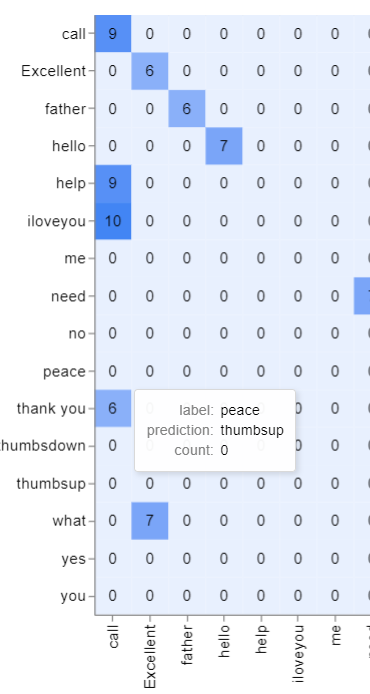 call 9 0 0 0 0 0 0
Excellent 0 6 0 0 0 0 0
father 0 0 6 0 0 0 0
hello 0 0 0 7 0 0 0
help 9 0 0 0 0 0 0
iloveyou 10 0 0 0 0 0 0
me 0 0 0 0 0 0 0
need 0 0 0 0 0 0 0
no 0 0 0 0 0 0 0
peace 0 0 0 0 0 0 0
thank you 6 0 0
label: peace
prediction: thumbsup
count: 0
humbsdown 0 0 0
thumbsup 0 0 0 0 0 0 0
what 0 7 0 0 0 0 0
yes 0 0 0 0 0 0 0
you 0 0 0 0 0 0 0
call Excellent father hello help iloveyou me